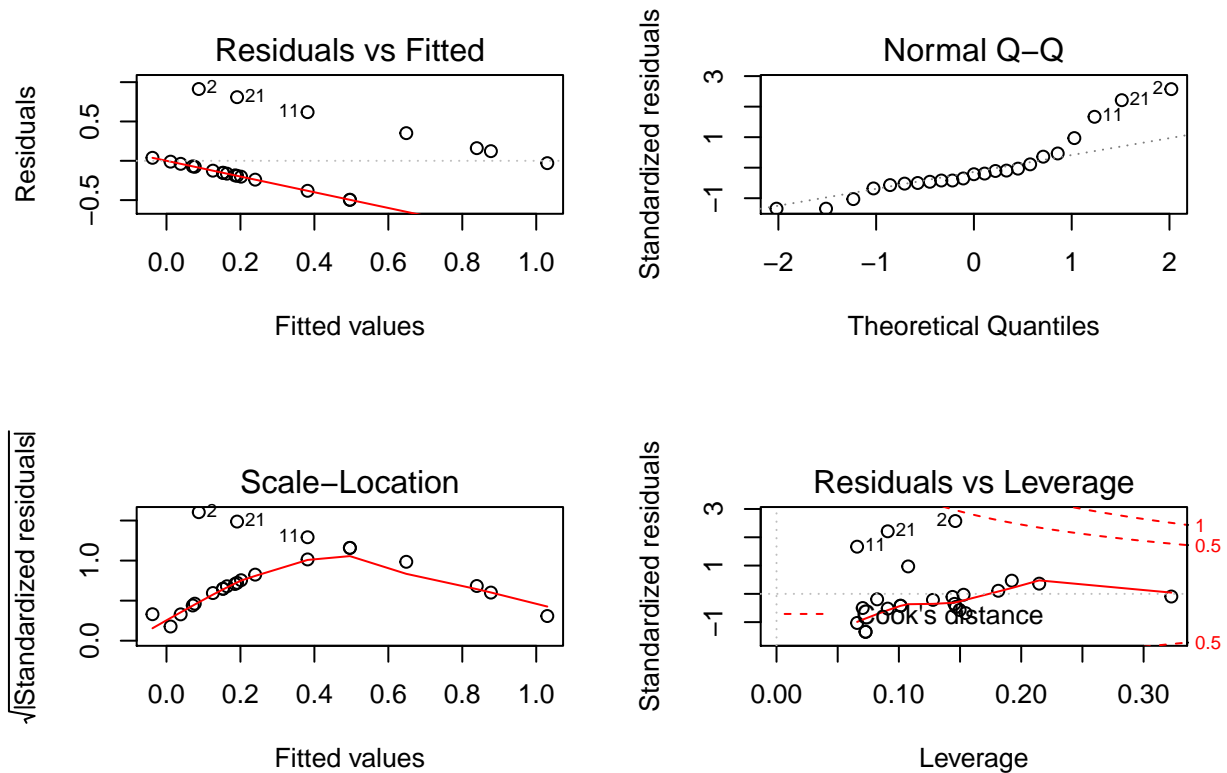 Residuals vs Fitted
Residuals
−0.5 0.5
2
21
11
0.0 0.2 0.4 0.6 0.8 1.0
Fitted values
Normal Q−Q
Standardized residuals
−1 1 3
11
21
2
−2 −1 0 1 2
Theoretical Quantiles
Scale−Location
√|Standardized residuals|
0.0 1.0
2
21
11
0.0 0.2 0.4 0.6 0.8 1.0
Fitted values
Residuals vs Leverage
Standardized residuals
−1 1 3
11
21
2
1
0.5
0.5
ook's distance
0.00 0.10 0.20 0.30
Leverage